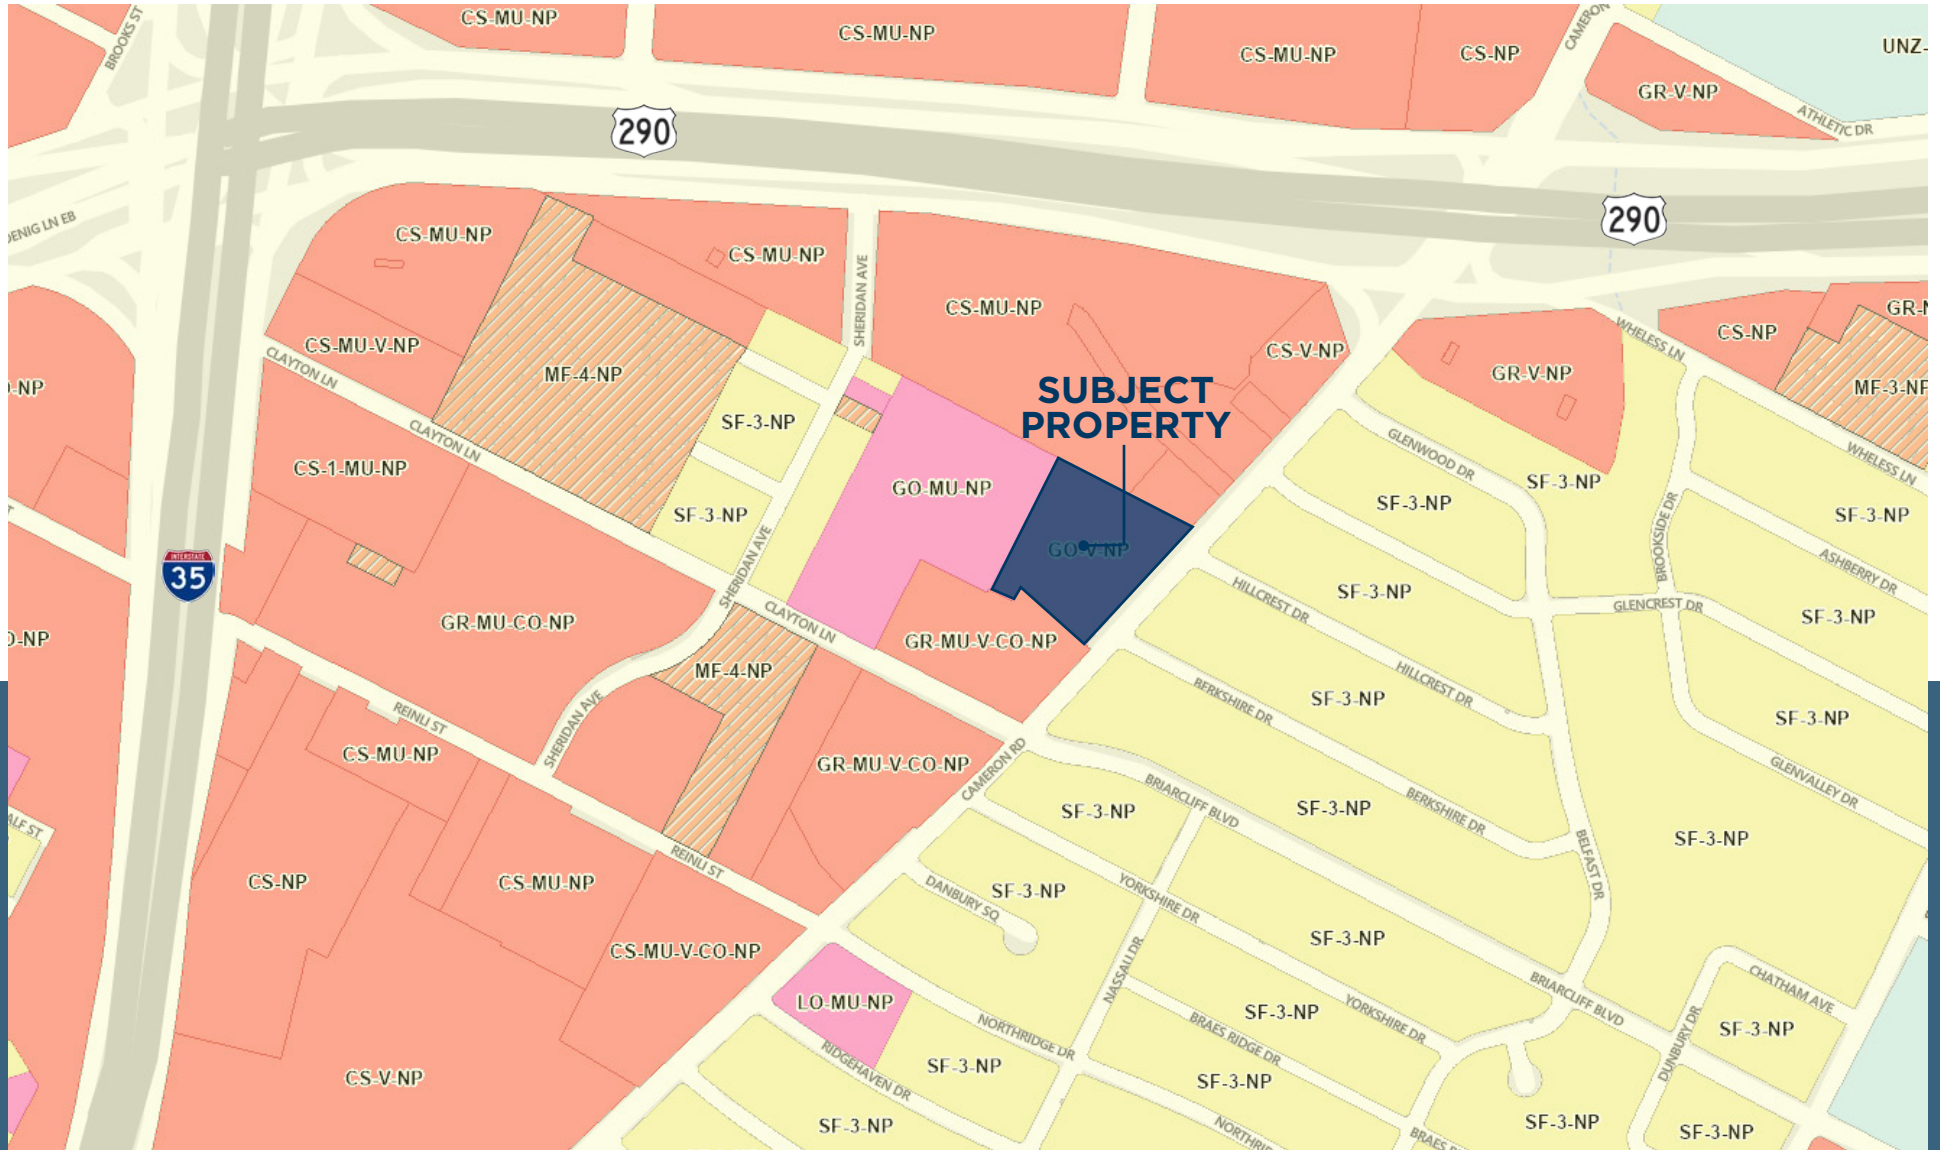 CS-MU-NP
CS-MU-NP
CS-MU-NP
CS-NP
CAMERON
UNZ-
BROOKS ST
GR-V-NP
ATHLETIC DR
290
290
OENIG LN EB
CS-MU-NP
CS-MU-NP
SHERIDAN AVE
CS-MU-NP
CS-V-NP
WHELESS LN
CS-NP
GR-N
CLAYTON LN
CS-MU-V-NP
MF-4-NP
GR-V-NP
MF-3-NP
-NP
SUBJECT
PROPERTY
SF-3-NP
CLAYTON LN
GLENWOOD DR
WHELESS LN
CS-1-MU-NP
GO-MU-NP
SF-3-NP
SF-3-NP
SF-3-NP
SF-3-NP
BROOKSIDE DR
GO-V-NP
INTERSTATE
35
SHERIDAN AVE
HILLCREST DR
SF-3-NP
GLENCREST DR
ASHBERRY DR
SF-3-NP
GR-MU-CO-NP
CLAYTON LN
GR-MU-V-CO-NP
O-NP
MF-4-NP
BERKSHIRE DR
SF-3-NP
HILLCREST DR
SF-3-NP
REINLI ST
SHERIDAN AVE
CS-MU-NP
GR-MU-V-CO-NP
CAMERON RD
BRIARCLIFF BLVD
SF-3-NP
SF-3-NP
BERKSHIRE DR
GLENVALLEY DR
ALF ST
SF-3-NP
BELFAST DR
REINLI ST
CS-NP
CS-MU-NP
DANBURY SQ
SF-3-NP
YORKSHIRE DR
SF-3-NP
CS-MU-V-CO-NP
NASSAU DR
BRIARCLIFF BLVD
CHATHAM AVE
LO-MU-NP
SF-3-NP
YORKSHIRE DR
SF-3-NP
DUNBURY DR
NORTHRIDGE DR
BRAES RIDGE DR
RIDGEHAVEN DR
SF-3-NP
CS-V-NP
SF-3-NP
SF-3-NP
SF-3-NP
SF-3-NP
NORTHRI
BRAES R